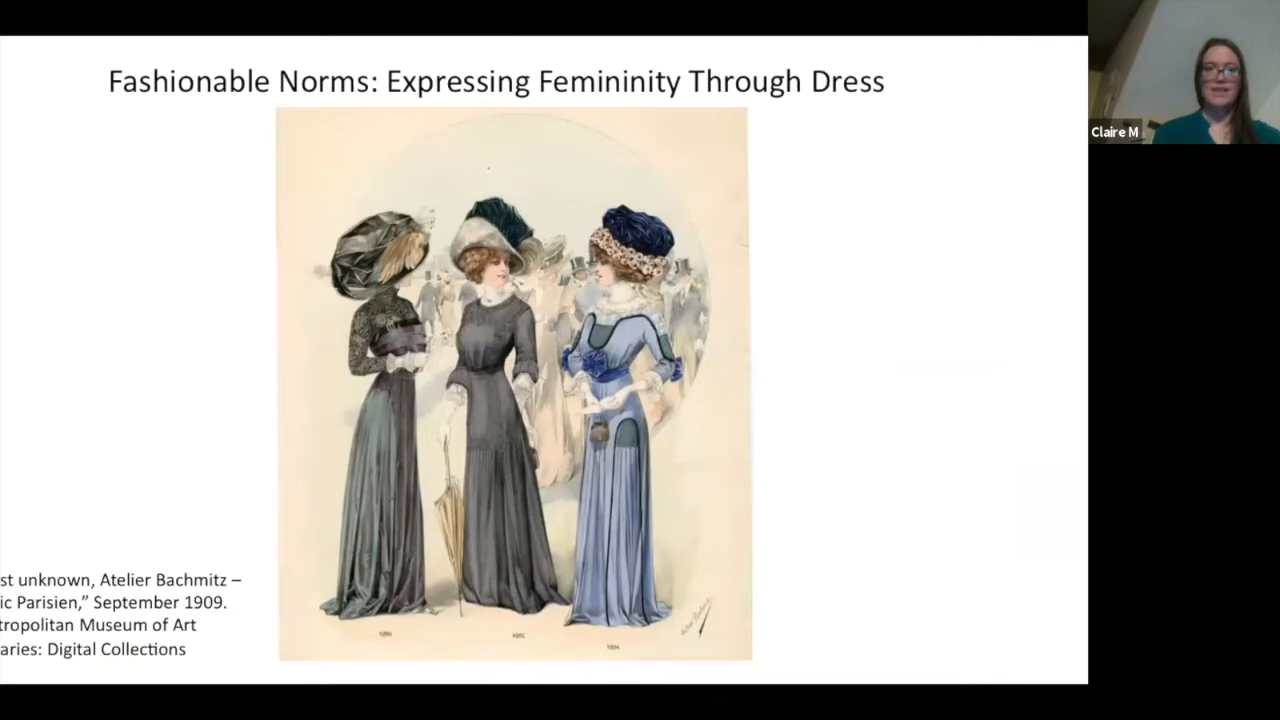 Fashionable Norms: Expressing Femininity Through Dress
Claire M
st unknown, Atelier Bachmitz –
ic Parisien,” September 1909.
tropolitan Museum of Art
aries: Digital Collections